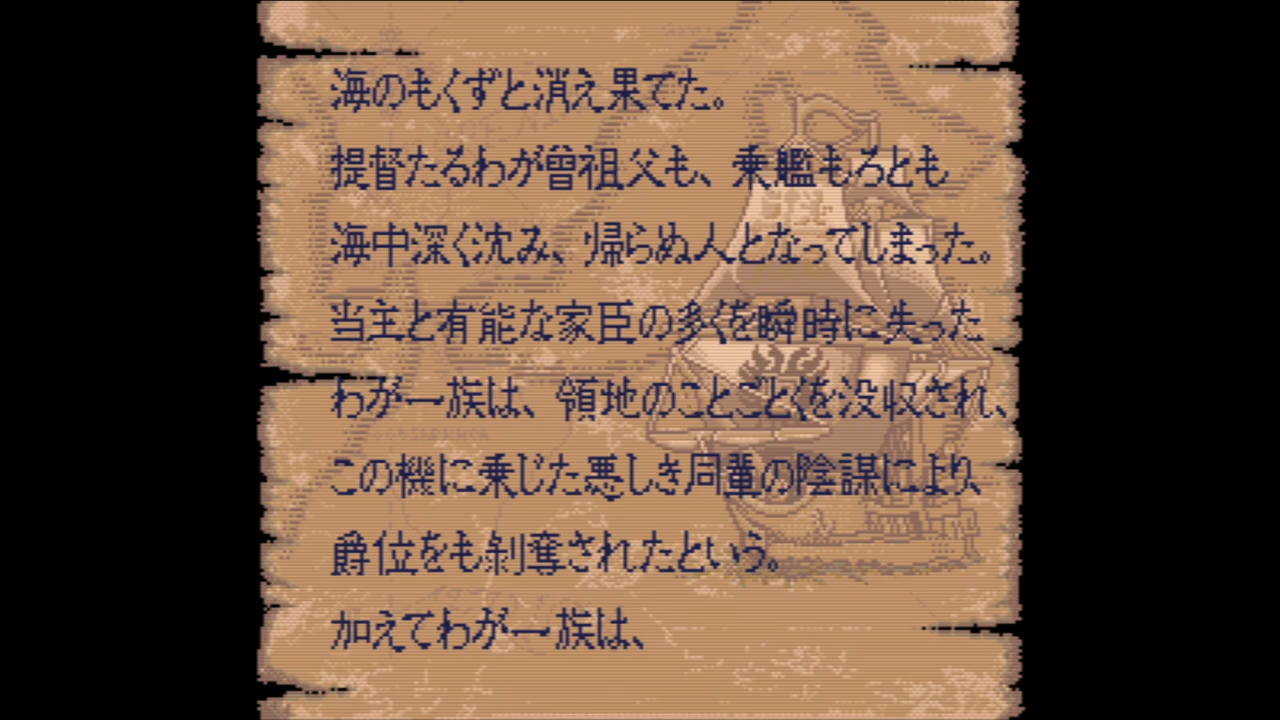 海のもくずと消え果てた。
提督たるわが曾祖父も、乗艦もろとも
海中深く沈み、帰らぬ人となってしまった。
当主と有能な家臣の多くを瞬時に失った
わが一族は、領地のことごとくを没収され、
この機に乗じた悪しき同輩の陰謀により、
爵位をも剝奪されたという。
加えてわが一族は、